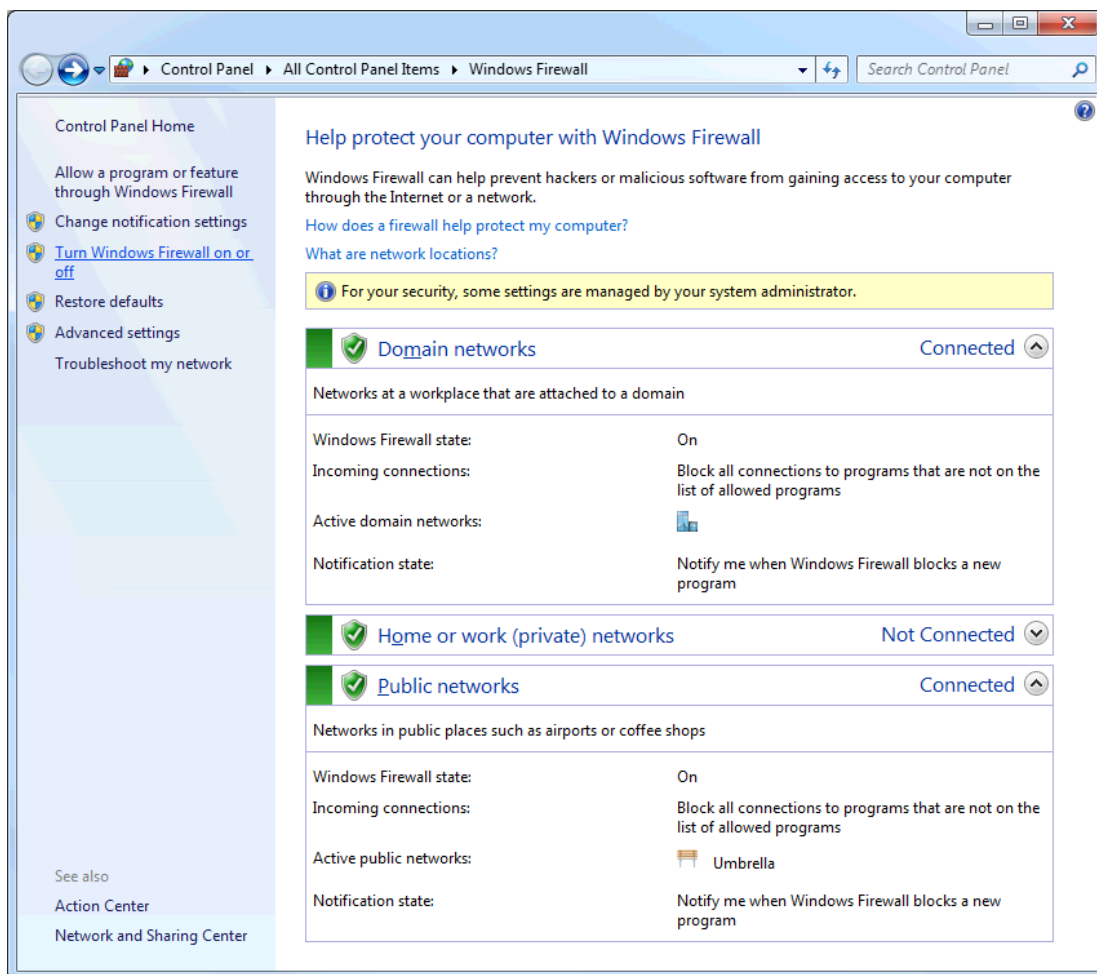 Control Panel
All Control Panel Items
Windows Firewall
Search Control Panel
Control Panel Home
Allow a program or feature
through Windows Firewall
Change notification settings
Turn Windows Firewall on or
off
Restore defaults
Advanced settings
Troubleshoot my network
See also
Action Center
Network and Sharing Center
Help protect your computer with Windows Firewall
Windows Firewall can help prevent hackers or malicious software from gaining access to your computer
through the Internet or a network.
How does a firewall help protect my computer?
What are network locations?
For your security, some settings are managed by your system administrator.
Domain networks Connected
Networks at a workplace that are attached to a domain
Windows Firewall state: On
Incoming connections: Block all connections to programs that are not on the
list of allowed programs
Active domain networks:
Notification state: Notify me when Windows Firewall blocks a new
program
Home or work (private) networks Not Connected
Public networks Connected
Networks in public places such as airports or coffee shops
Windows Firewall state: On
Incoming connections: Block all connections to programs that are not on the
list of allowed programs
Active public networks: Umbrella
Notification state: Notify me when Windows Firewall blocks a new
program